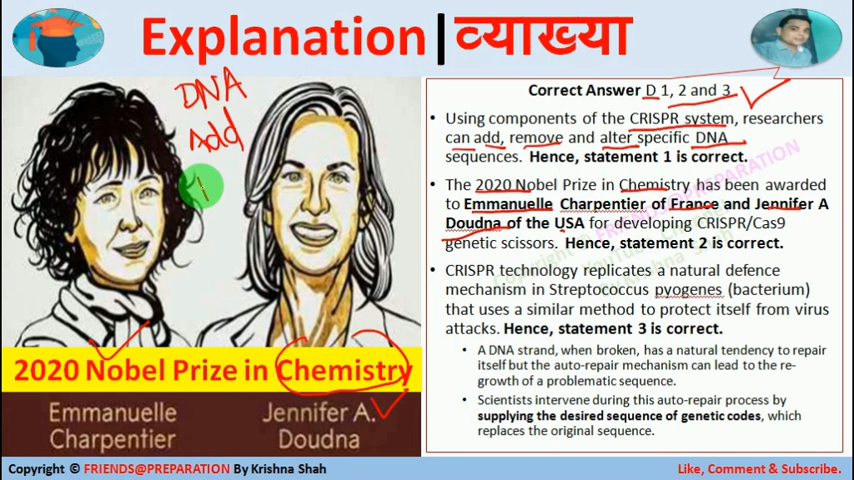 Explanation|व्याख्या
DNA
Add
2020 Nobel Prize in Chemistry
Emmanuelle
Charpentier
Jennifer A.
Doudna
Correct Answer D 1, 2 and 3
• Using components of the CRISPR system, researchers
can add, remove and alter specific DNA
sequences. Hence, statement 1 is correct.
• The 2020 Nobel Prize in Chemistry has been awarded
to Emmanuelle Charpentier of France and Jennifer A
Doudna of the USA for developing CRISPR/Cas9
genetic scissors. Hence, statement 2 is correct.
• CRISPR technology replicates a natural defence
mechanism in Streptococcus pyogenes (bacterium)
that uses a similar method to protect itself from virus
attacks. Hence, statement 3 is correct.
• A DNA strand, when broken, has a natural tendency to repair
itself but the auto-repair mechanism can lead to the re-
growth of a problematic sequence.
• Scientists intervene during this auto-repair process by
supplying the desired sequence of genetic codes, which
replaces the original sequence.
Copyright © FRIENDS@PREPARATION By Krishna Shah
Like, Comment & Subscribe.